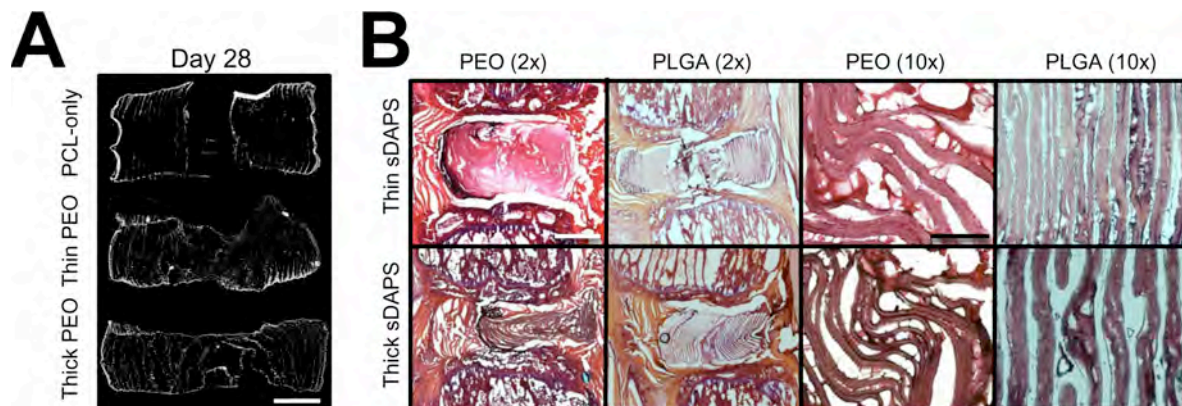 A
Day 28
PCL-only
Thin PEO
Thick PEO
B
PEO (2x)
PLGA (2x)
PEO (10x)
PLGA (10x)
Thin sDAPS
Thick sDAPS